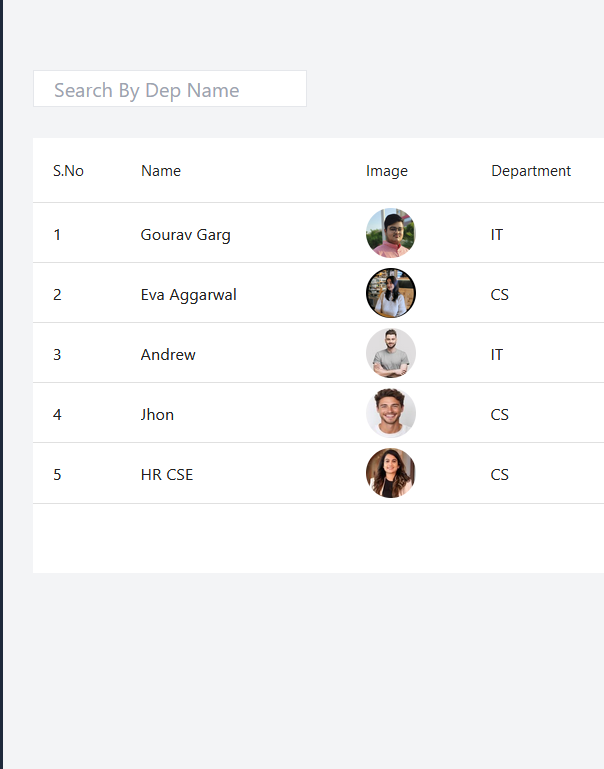 Search By Dep Name
S.No Name Image Department
1 Gourav Garg IT
2 Eva Aggarwal CS
3 Andrew IT
4 Jhon CS
5 HR CSE CS